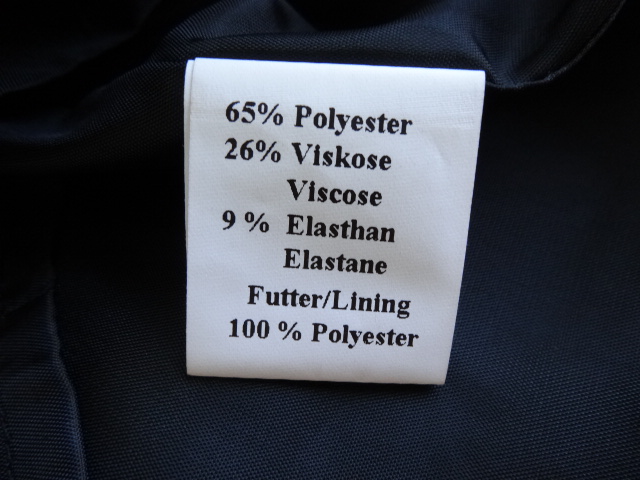 65% Polyester
26% Viskose
Viscose
9 % Elasthan
Elastane
Futter/Lining
100 % Polyester